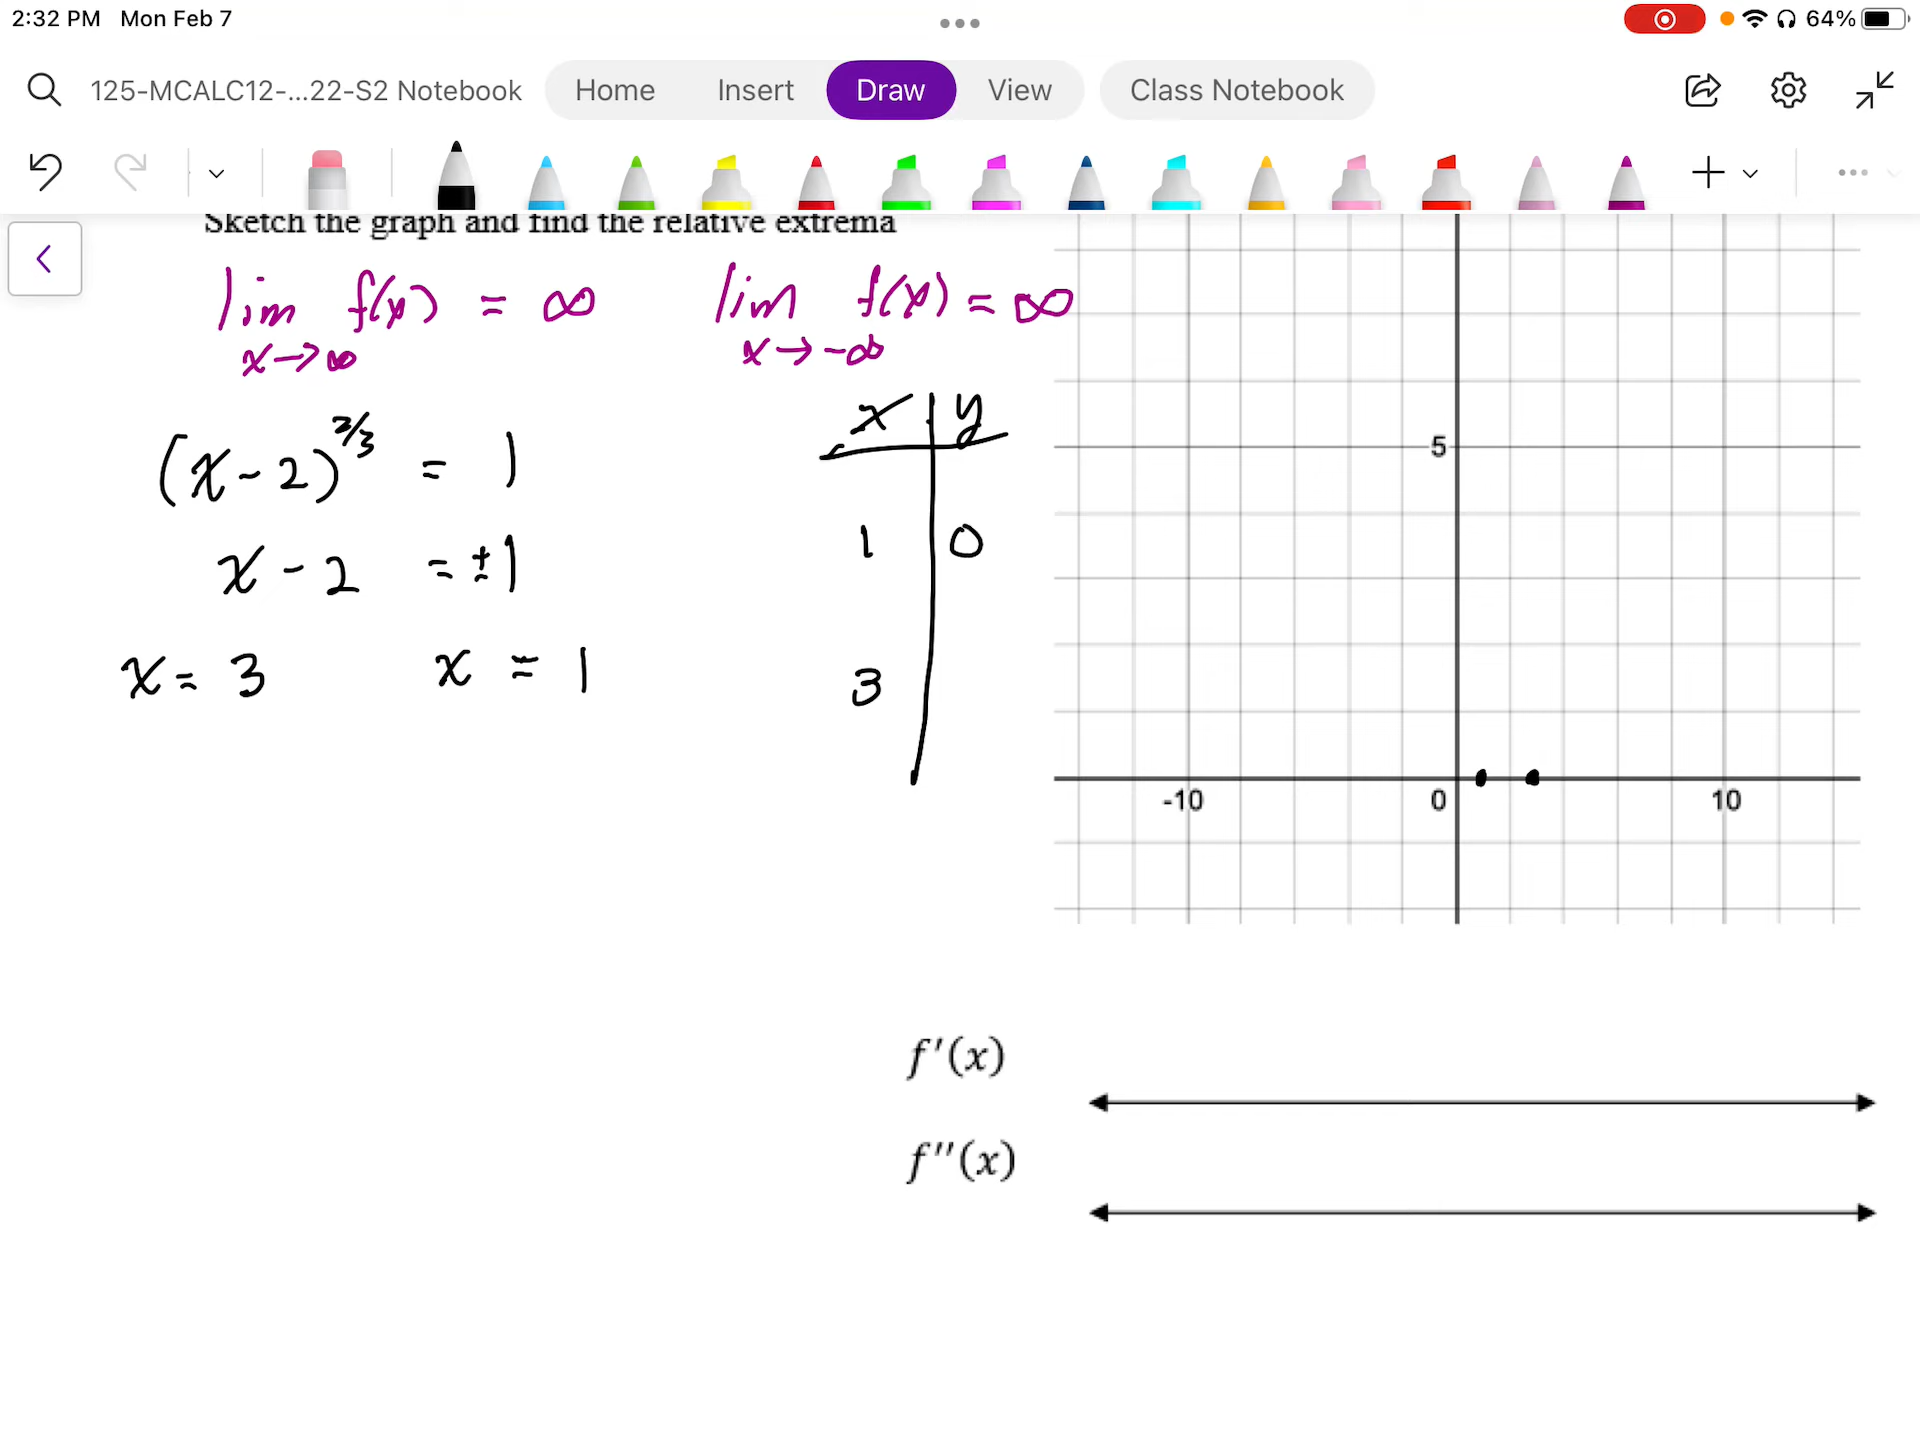 2:32 PM Mon Feb 7
64%
125-MCALC12-...22-S2 Notebook Home Insert Draw View Class Notebook
Sketch the graph and find the relative extrema
lim f(x) = ∞ lim f(x) = ∞
x→∞ x→-∞
x y
(x-2)^2/3 = 1
5
1 0
x-2 = ±1
x = 3 x = 1
3
-10 0 10
f'(x)
f''(x)